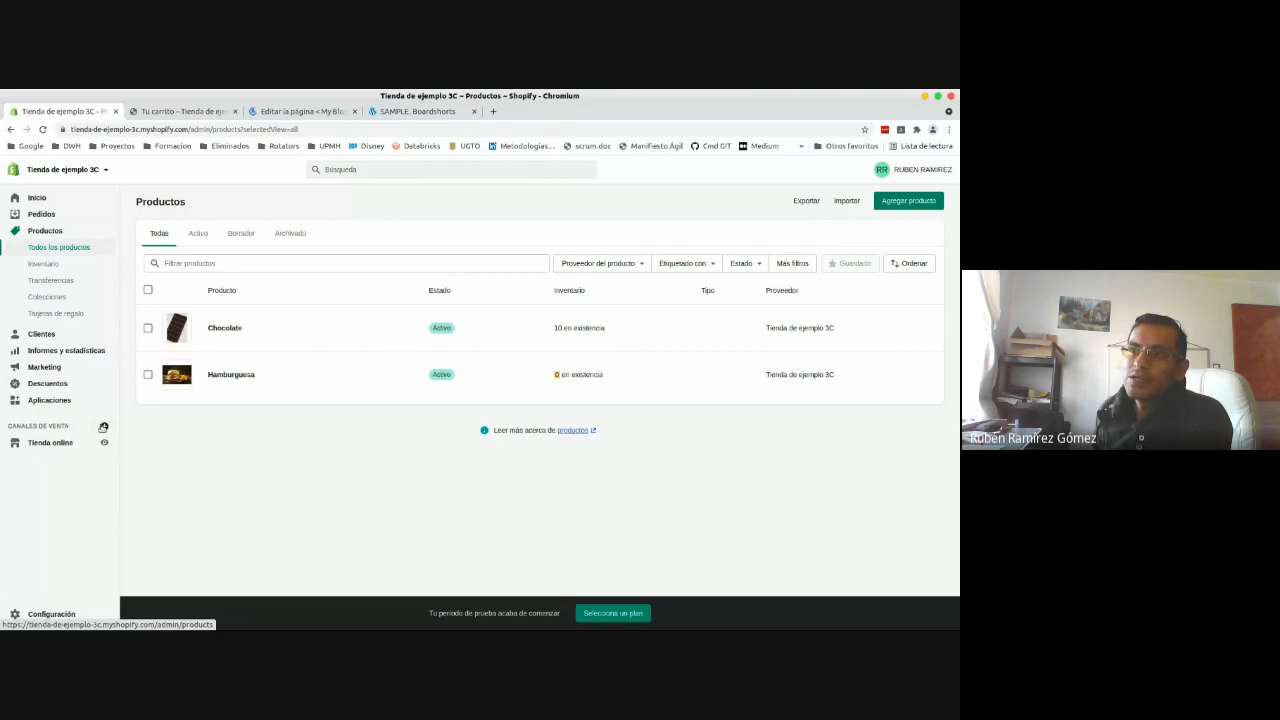 Tienda de ejemplo 3C ~ Productos ~ Shopify - Chromium
Tienda de ejemplo 3C ~ P
Tu carrito – Tienda de eje
Editar la página < My Blog
SAMPLE. Boardshorts
tienda-de-ejemplo-3c.myshopify.com/admin/products?selectedView=all
Google DWH Proyectos Formacion Eliminados Rotators UPMH Disney Databricks UGTO Metodologías... scrum.doc Manifiesto Ágil Cmd GIT Medium » Otros favoritos Lista de lectura
Tienda de ejemplo 3C
Búsqueda
RR RUBEN RAMIREZ
Inicio
Pedidos
Productos
Todos los productos
Inventario
Transferencias
Colecciones
Tarjetas de regalo
Clientes
Informes y estadísticas
Marketing
Descuentos
Aplicaciones
CANALES DE VENTA
Tienda online
Configuración
https://tienda-de-ejemplo-3c.myshopify.com/admin/products
Productos
Exportar Importar Agregar producto
Todas Activo Borrador Archivado
Filtrar productos
Proveedor del producto Etiquetado con Estado Más filtros Guardado Ordenar
Producto Estado Inventario Tipo Proveedor
Chocolate Activo 10 en existencia Tienda de ejemplo 3C
Hamburguesa Activo 0 en existencia Tienda de ejemplo 3C
Leer más acerca de productos
Tu periodo de prueba acaba de comenzar
Selecciona un plan
Rubén Ramírez Gómez